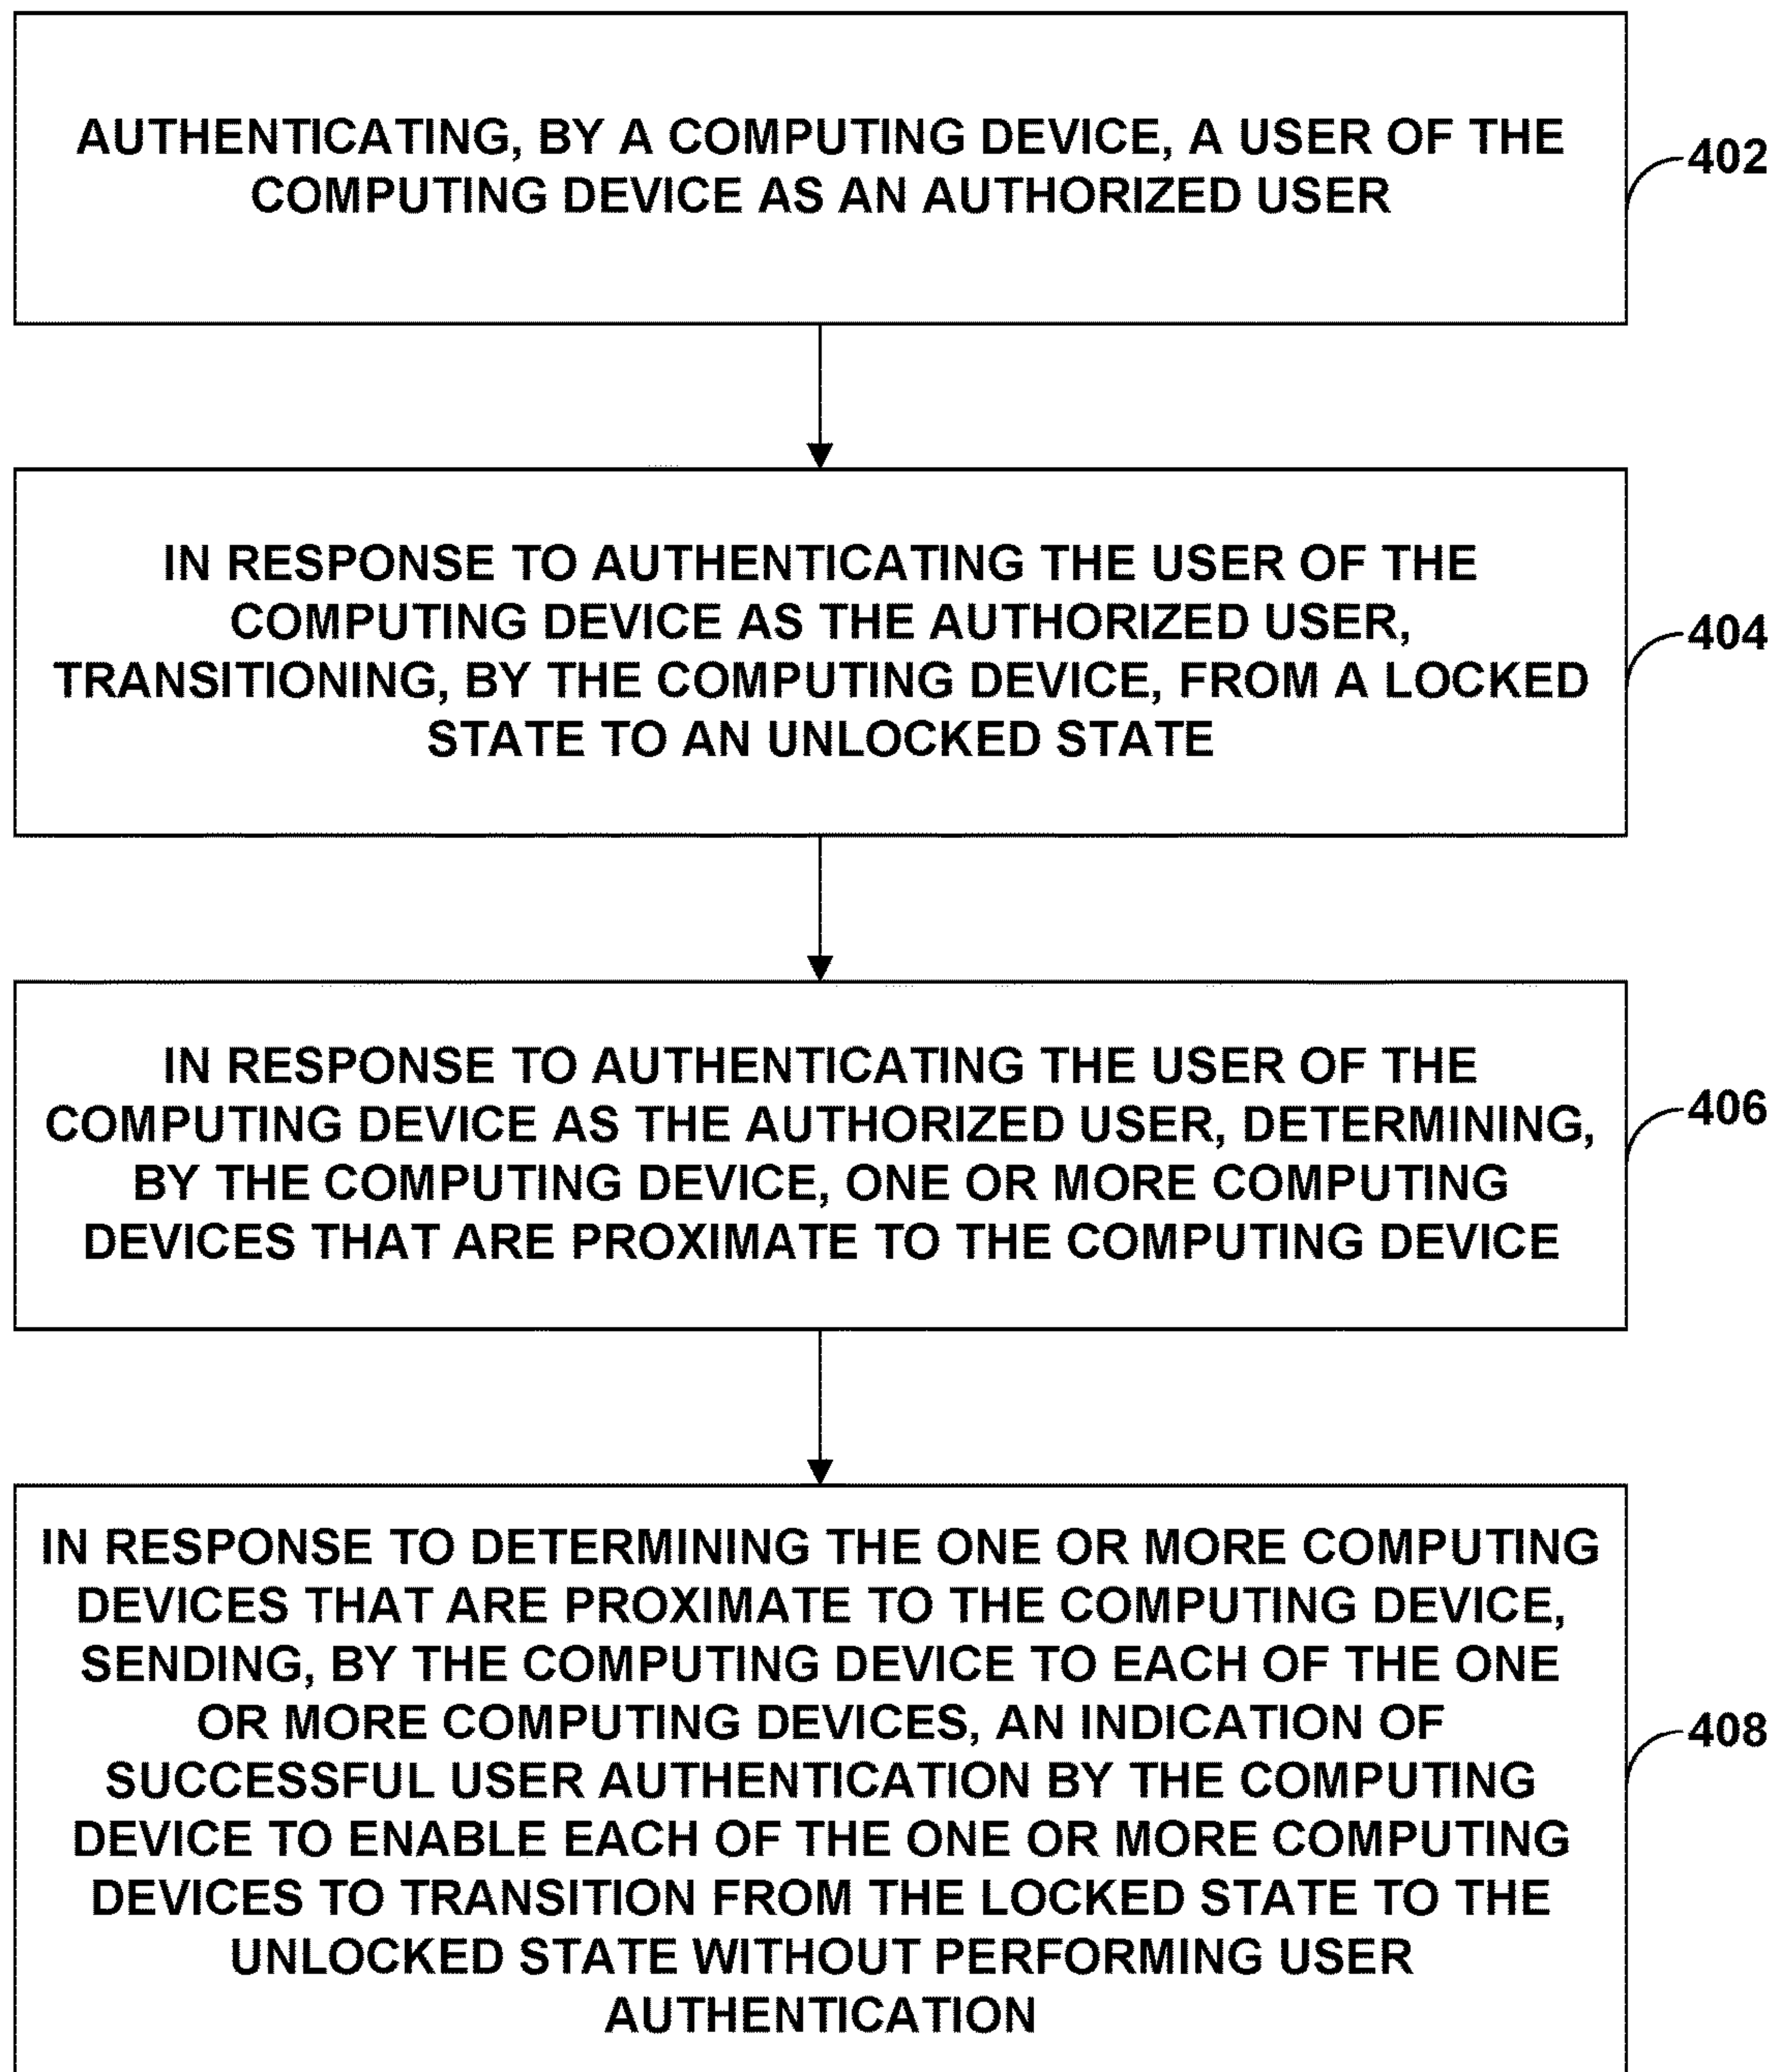 AUTHENTICATING, BY A COMPUTING DEVICE, A USER OF THE
COMPUTING DEVICE AS AN AUTHORIZED USER
402
IN RESPONSE TO AUTHENTICATING THE USER OF THE
COMPUTING DEVICE AS THE AUTHORIZED USER,
TRANSITIONING, BY THE COMPUTING DEVICE, FROM A LOCKED
STATE TO AN UNLOCKED STATE
404
IN RESPONSE TO AUTHENTICATING THE USER OF THE
COMPUTING DEVICE AS THE AUTHORIZED USER, DETERMINING,
BY THE COMPUTING DEVICE, ONE OR MORE COMPUTING
DEVICES THAT ARE PROXIMATE TO THE COMPUTING DEVICE
406
IN RESPONSE TO DETERMINING THE ONE OR MORE COMPUTING
DEVICES THAT ARE PROXIMATE TO THE COMPUTING DEVICE,
SENDING, BY THE COMPUTING DEVICE TO EACH OF THE ONE
OR MORE COMPUTING DEVICES, AN INDICATION OF
SUCCESSFUL USER AUTHENTICATION BY THE COMPUTING
DEVICE TO ENABLE EACH OF THE ONE OR MORE COMPUTING
DEVICES TO TRANSITION FROM THE LOCKED STATE TO THE
UNLOCKED STATE WITHOUT PERFORMING USER
AUTHENTICATION
408